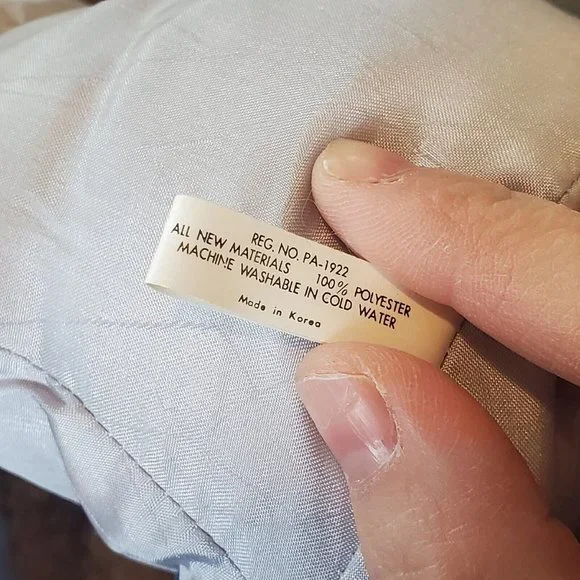 REG. NO. PA-1922
ALL NEW MATERIALS 100% POLYESTER
MACHINE WASHABLE IN COLD WATER
Made in Korea